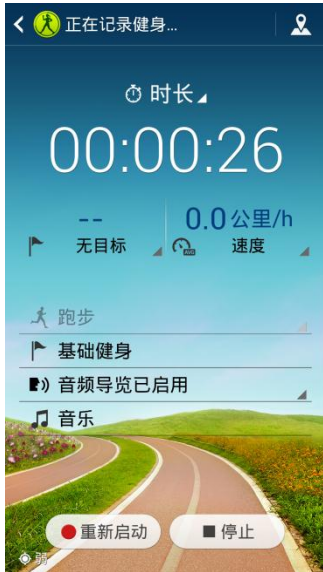 正在记录健身...
时长
00:00:26
-- 0.0公里/h
无目标 AVG 速度
跑步
基础健身
音频导览已启用
音乐
重新启动 停止
弱